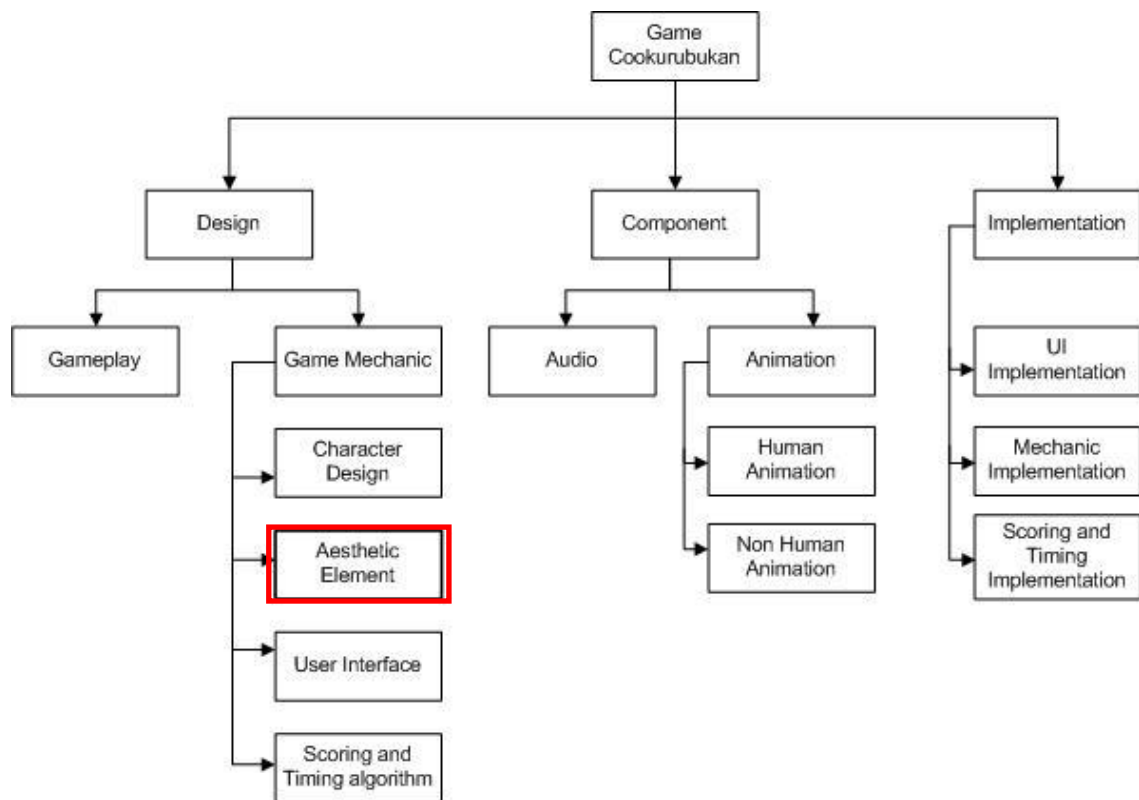 Game
Cookurubukan
Design
Component
Implementation
Gameplay
Game Mechanic
Audio
Animation
UI
Implementation
Character
Design
Human
Animation
Mechanic
Implementation
Aesthetic
Element
Non Human
Animation
Scoring and
Timing
Implementation
User Interface
Scoring and
Timing algorithm